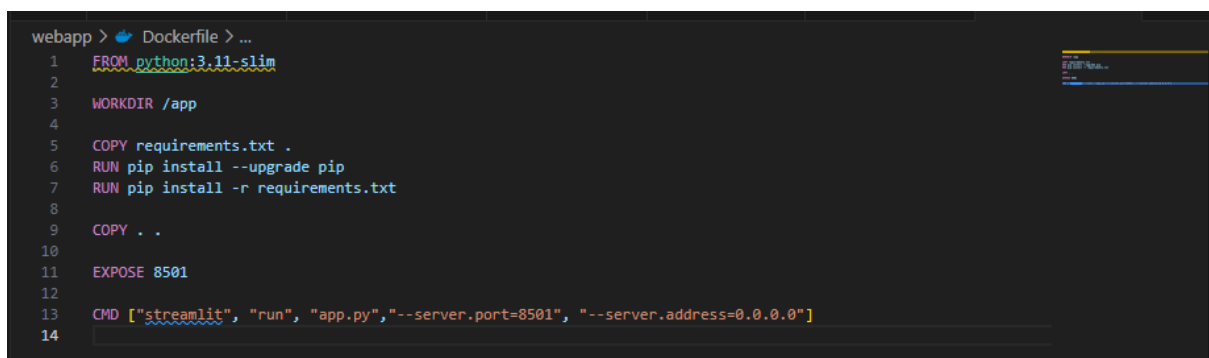 webapp > Dockerfile > ...
1 FROM python:3.11-slim
2
3 WORKDIR /app
4
5 COPY requirements.txt .
6 RUN pip install --upgrade pip
7 RUN pip install -r requirements.txt
8
9 COPY . .
10
11 EXPOSE 8501
12
13 CMD ["streamlit", "run", "app.py","--server.port=8501", "--server.address=0.0.0.0"]
14